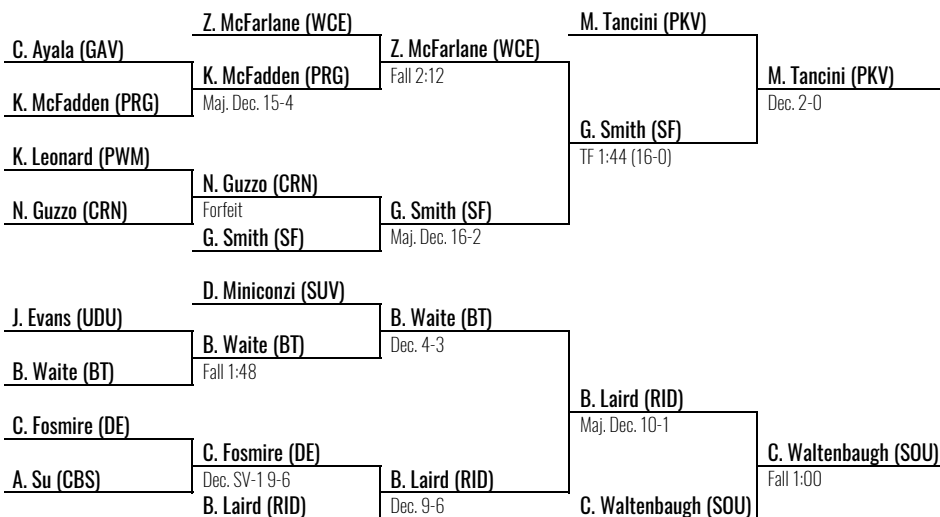 Z. McFarlane (WCE)
M. Tancini (PKV)
C. Ayala (GAV)
Z. McFarlane (WCE)
K. McFadden (PRG)
Fall 2:12
M. Tancini (PKV)
K. McFadden (PRG)
Maj. Dec. 15-4
Dec. 2-0
G. Smith (SF)
K. Leonard (PWM)
TF 1:44 (16-0)
N. Guzzo (CRN)
N. Guzzo (CRN)
Forfeit
G. Smith (SF)
G. Smith (SF)
Maj. Dec. 16-2
D. Miniconzi (SUV)
J. Evans (UDU)
B. Waite (BT)
B. Waite (BT)
Dec. 4-3
B. Waite (BT)
Fall 1:48
B. Laird (RID)
C. Fosmire (DE)
Maj. Dec. 10-1
C. Fosmire (DE)
C. Waltenbaugh (SOU)
A. Su (CBS)
Dec. SV-1 9-6
B. Laird (RID)
Fall 1:00
B. Laird (RID)
Dec. 9-6
C. Waltenbaugh (SOU)